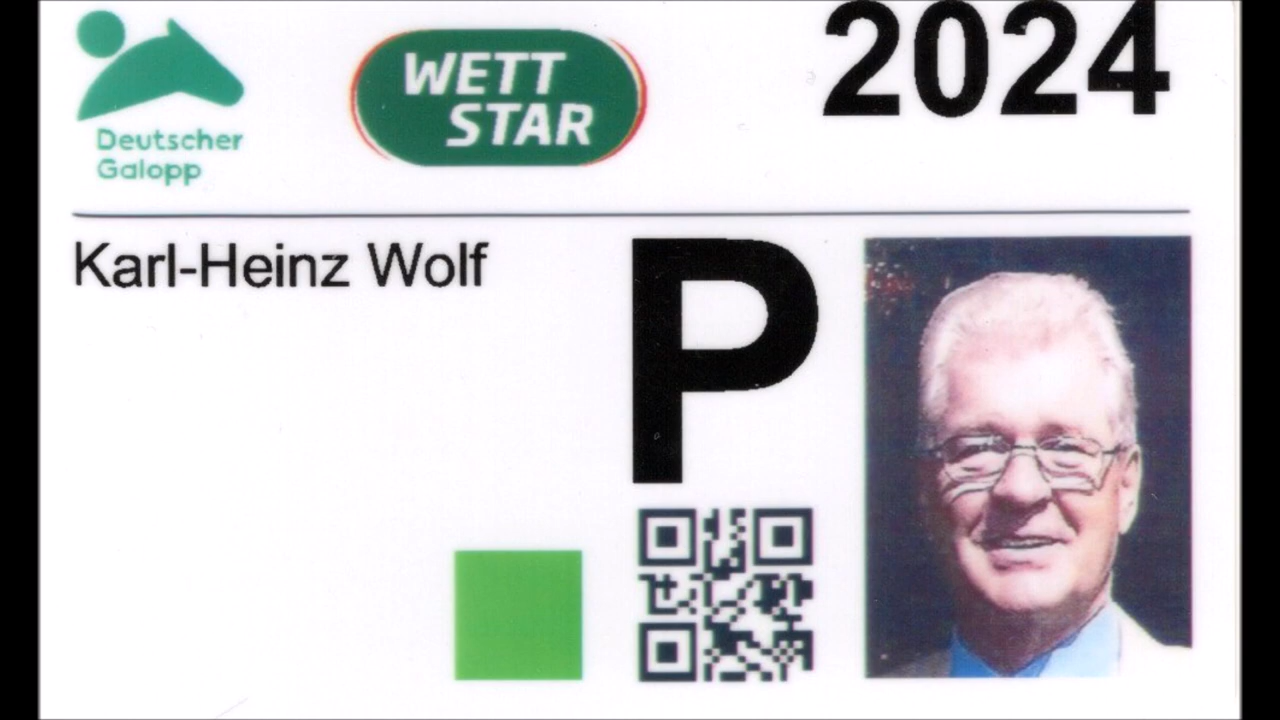 Deutscher
Galopp
WETT
STAR
2024
Karl-Heinz Wolf
P